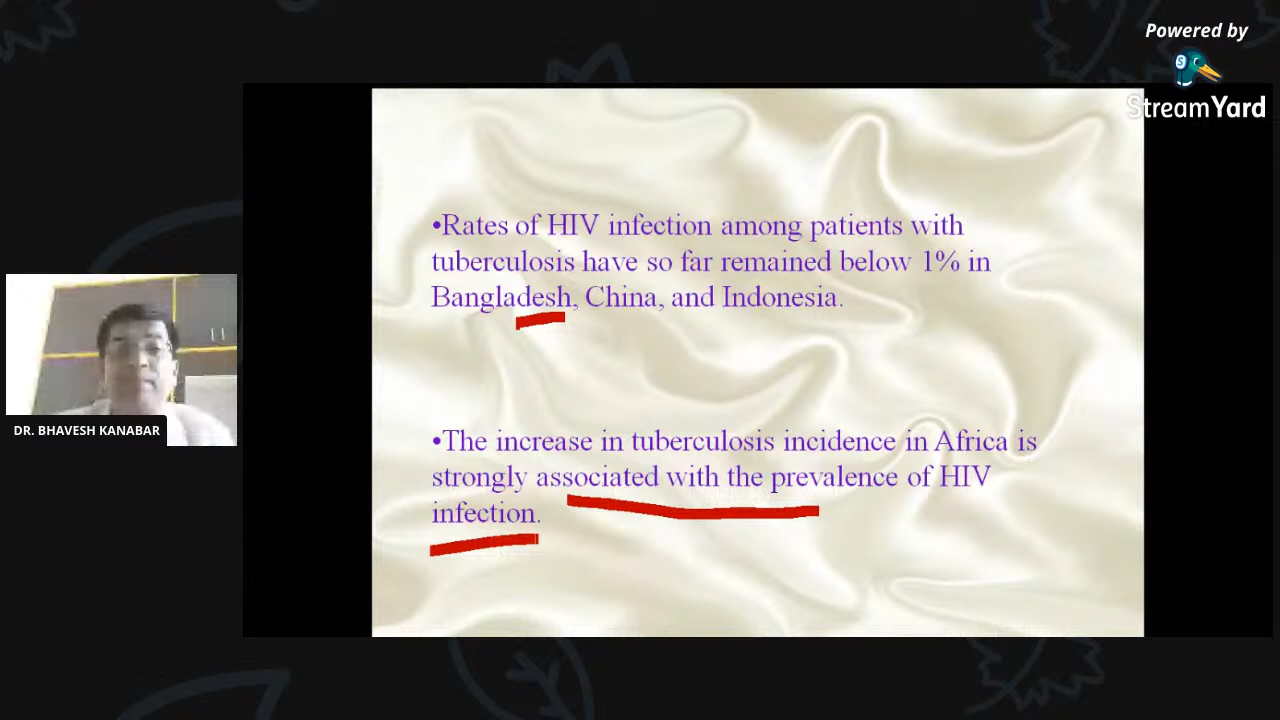 Powered by
StreamYard
•Rates of HIV infection among patients with
tuberculosis have so far remained below 1% in
Bangladesh, China, and Indonesia.
•The increase in tuberculosis incidence in Africa is
strongly associated with the prevalence of HIV
infection.
DR. BHAVESH KANABAR